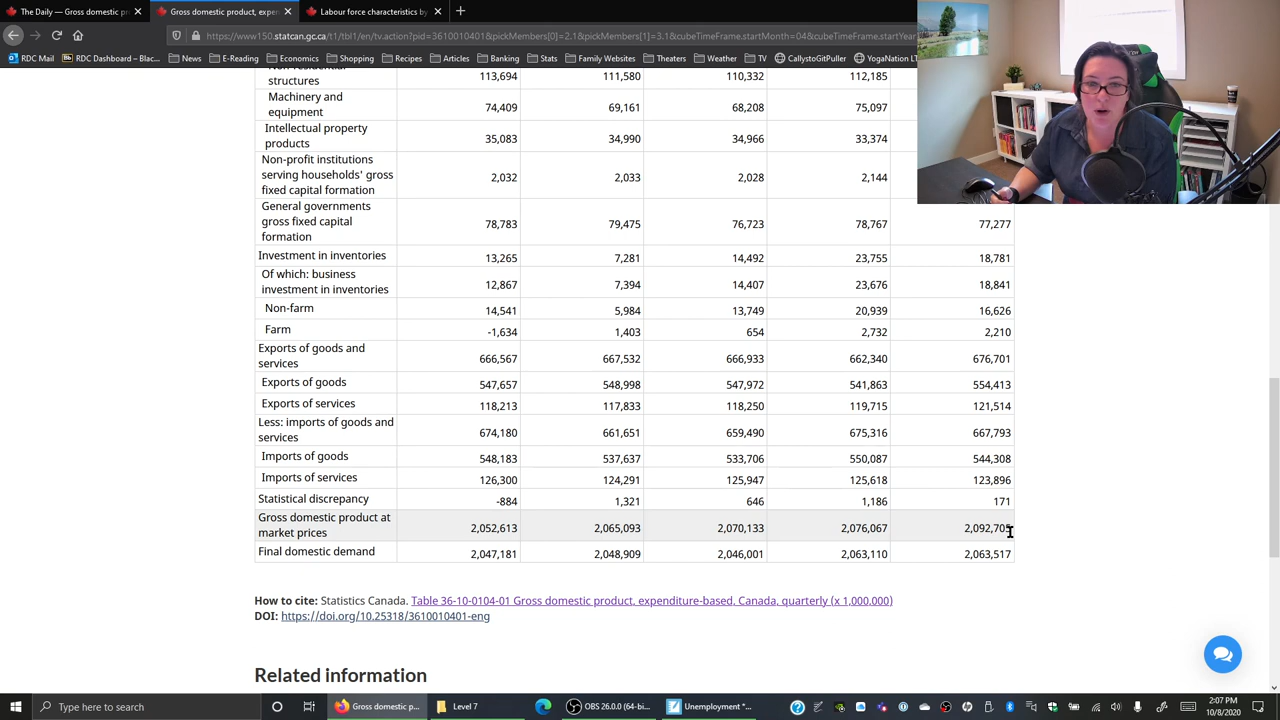 The Daily — Gross domestic pro
Gross domestic product, expen
Labour force characteristics by
https://www150.statcan.gc.ca/t1/tbl1/en/tv.action?pid=3610010401&pickMembers[0]=2.1&pickMembers[1]=3.1&cubeTimeFrame.startMonth=04&cubeTimeFrame.startYear
RDC Mail
RDC Dashboard – Blac...
News
E-Reading
Economics
Shopping
Recipes
Articles
Banking
Stats
Family Websites
Theaters
Weather
TV
CallystoGitPuller
YogaNation LT
structures 113,694 111,580 110,332 112,185
Machinery and
equipment 74,409 69,161 68,208 75,097
Intellectual property
products 35,083 34,990 34,966 33,374
Non-profit institutions
serving households' gross
fixed capital formation 2,032 2,033 2,028 2,144
General governments
gross fixed capital
formation 78,783 79,475 76,723 78,767 77,277
Investment in inventories 13,265 7,281 14,492 23,755 18,781
Of which: business
investment in inventories 12,867 7,394 14,407 23,676 18,841
Non-farm 14,541 5,984 13,749 20,939 16,626
Farm -1,634 1,403 654 2,732 2,210
Exports of goods and
services 666,567 667,532 666,933 662,340 676,701
Exports of goods 547,657 548,998 547,972 541,863 554,413
Exports of services 118,213 117,833 118,250 119,715 121,514
Less: imports of goods and
services 674,180 661,651 659,490 675,316 667,793
Imports of goods 548,183 537,637 533,706 550,087 544,308
Imports of services 126,300 124,291 125,947 125,618 123,896
Statistical discrepancy -884 1,321 646 1,186 171
Gross domestic product at
market prices 2,052,613 2,065,093 2,070,133 2,076,067 2,092,705
Final domestic demand 2,047,181 2,048,909 2,046,001 2,063,110 2,063,517
How to cite: Statistics Canada. Table 36-10-0104-01 Gross domestic product, expenditure-based, Canada, quarterly (x 1,000,000)
DOI: https://doi.org/10.25318/3610010401-eng
Related information
Type here to search
Gross domestic p...
Level 7
OBS 26.0.0 (64-bi...
Unemployment *...
2:07 PM
10/8/2020